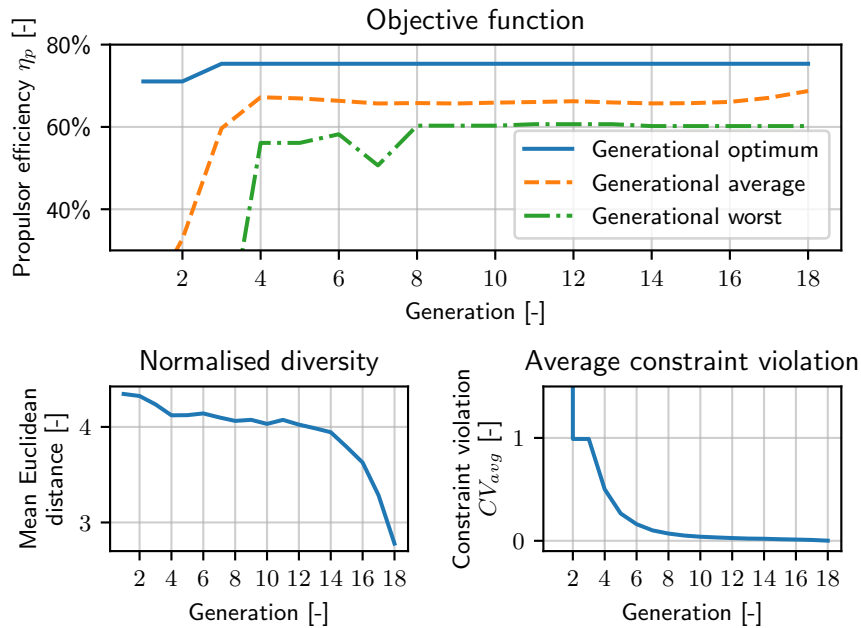 Objective function
Propulsor efficiency ηp [-]
80%
60%
40%
Generational optimum
Generational average
Generational worst
2 4 6 8 10 12 14 16 18
Generation [-]
Normalised diversity
Mean Euclidean
distance [-]
4
3
2 4 6 8 10 12 14 16 18
Generation [-]
Average constraint violation
Constraint violation
CVavg [-]
1
0
2 4 6 8 10 12 14 16 18
Generation [-]